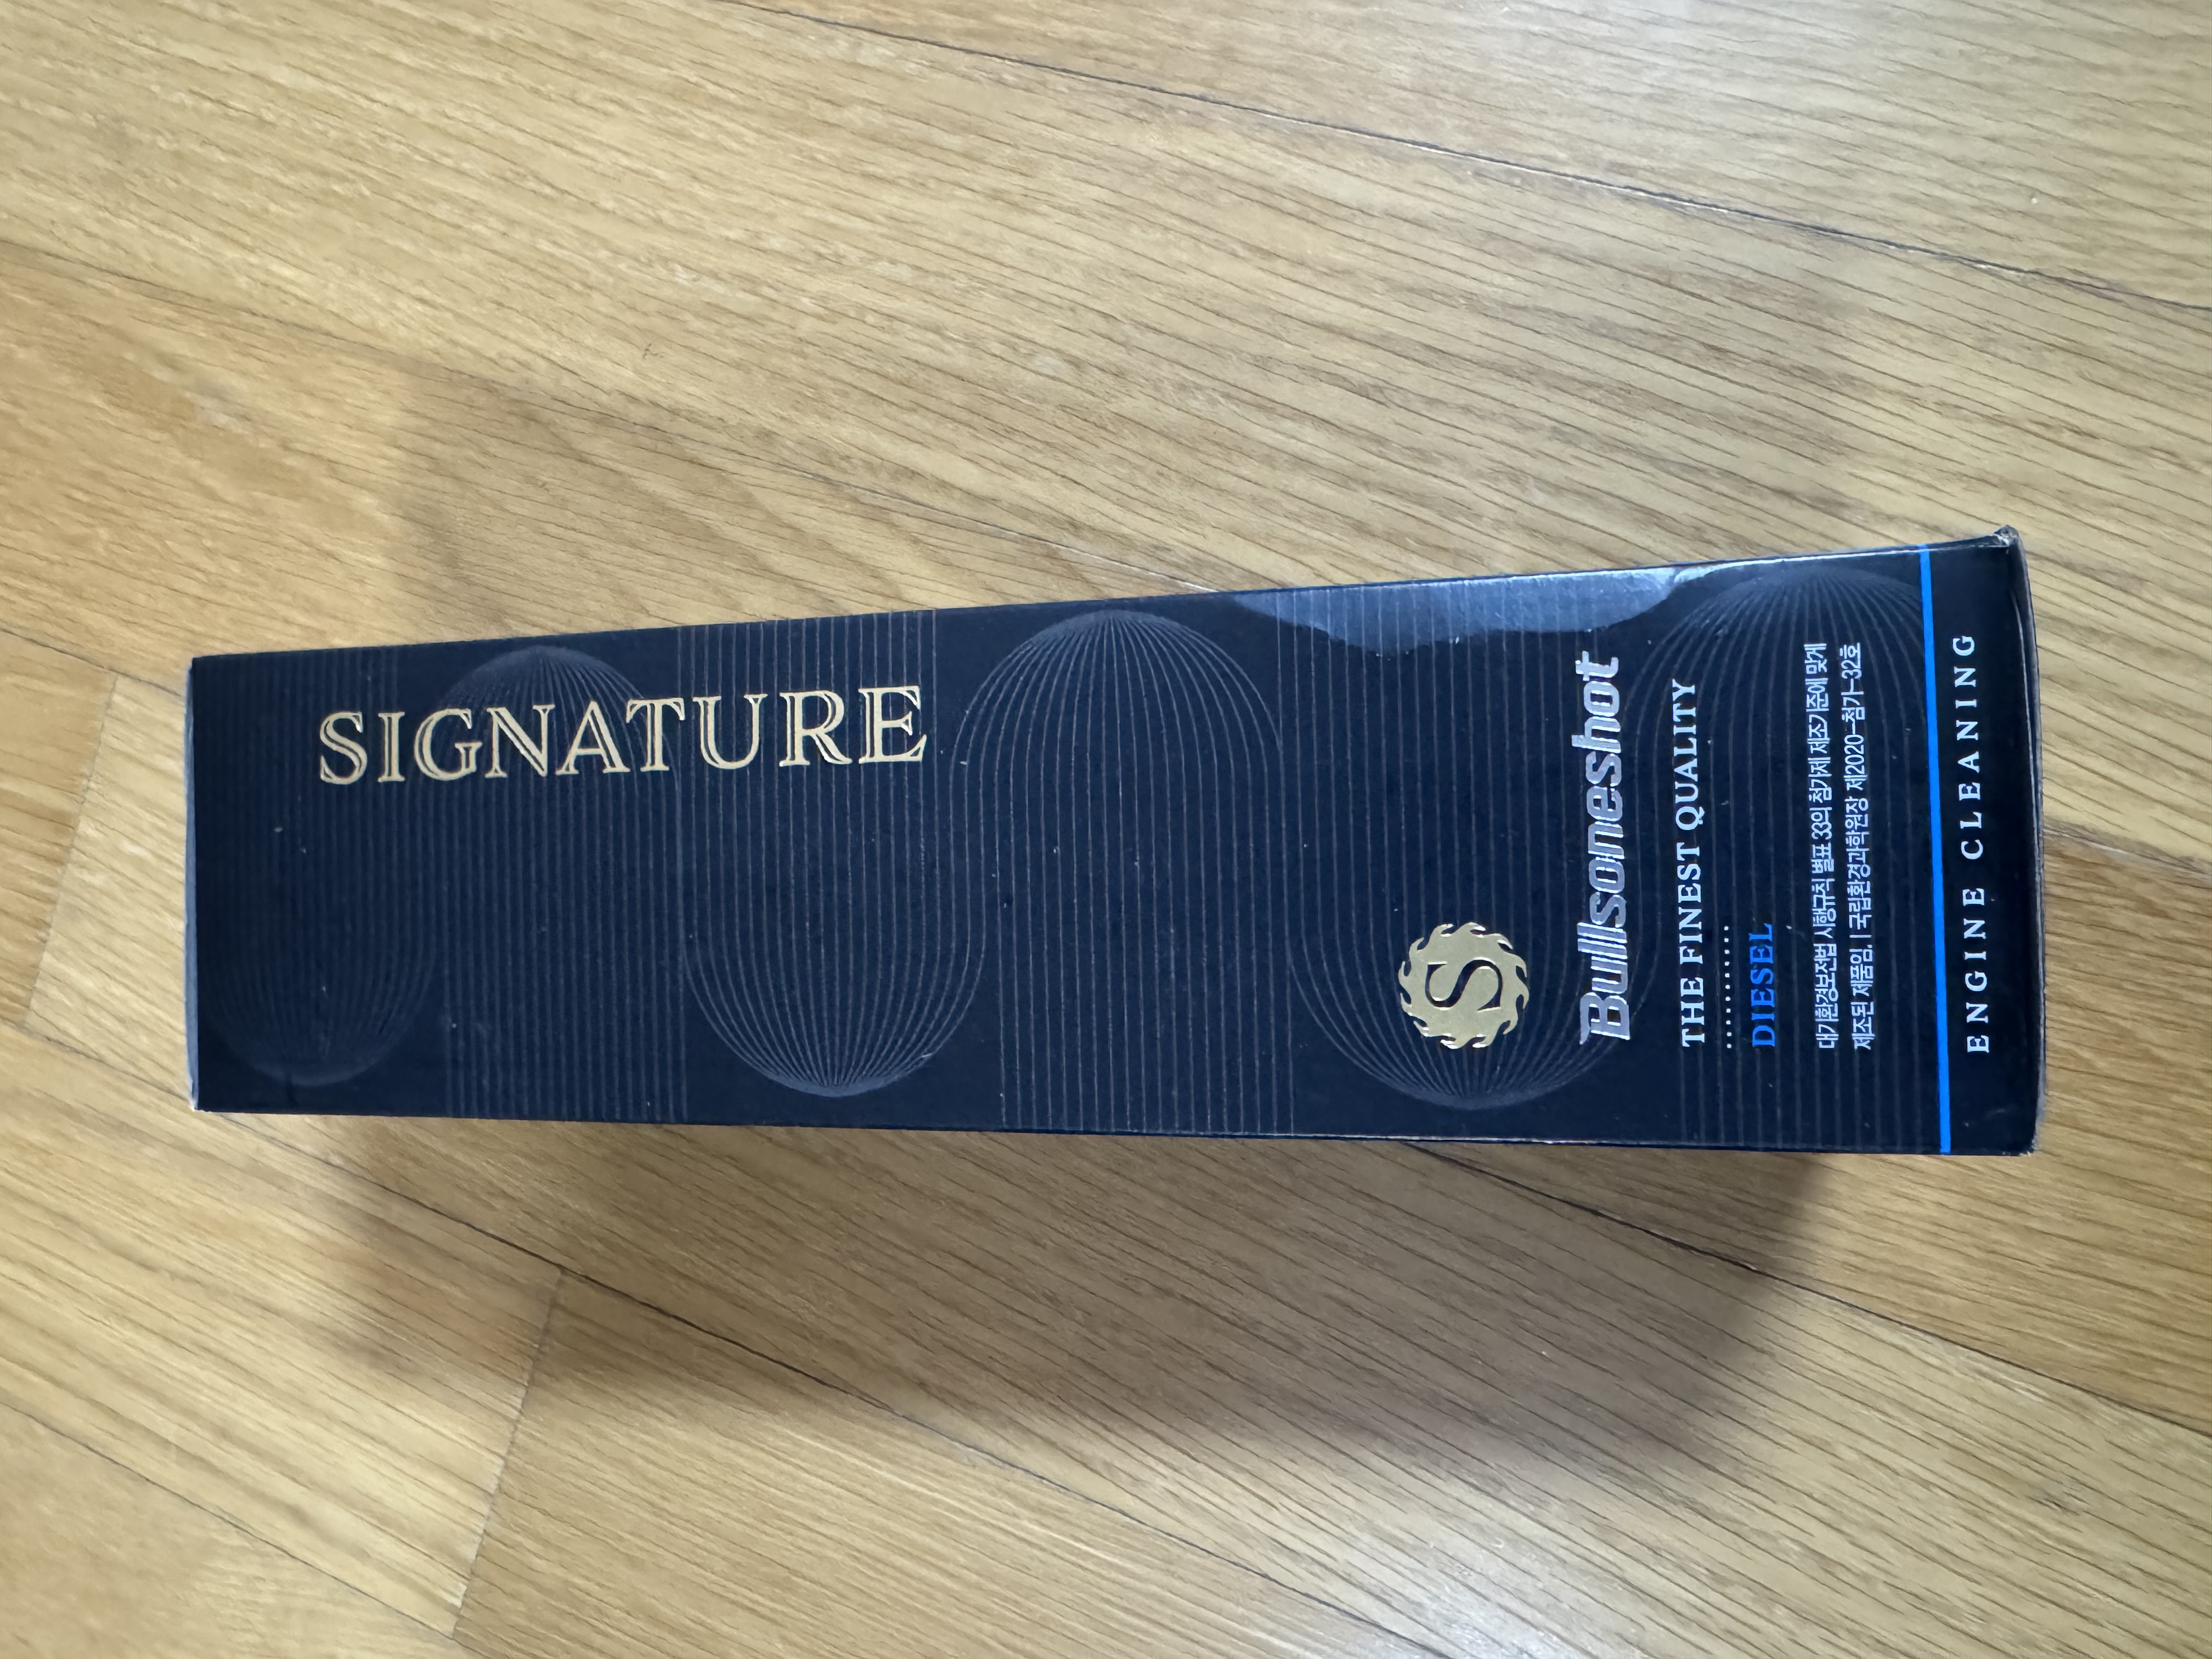 SIGNATURE
S
Bullsoneshot
THE FINEST QUALITY
DIESEL
대기환경보전법 시행규칙 별표 33의 첨가제 제조기준에 맞게
제조된 제품임. | 국립환경과학원장 제2020-첨가-32호
ENGINE CLEANING